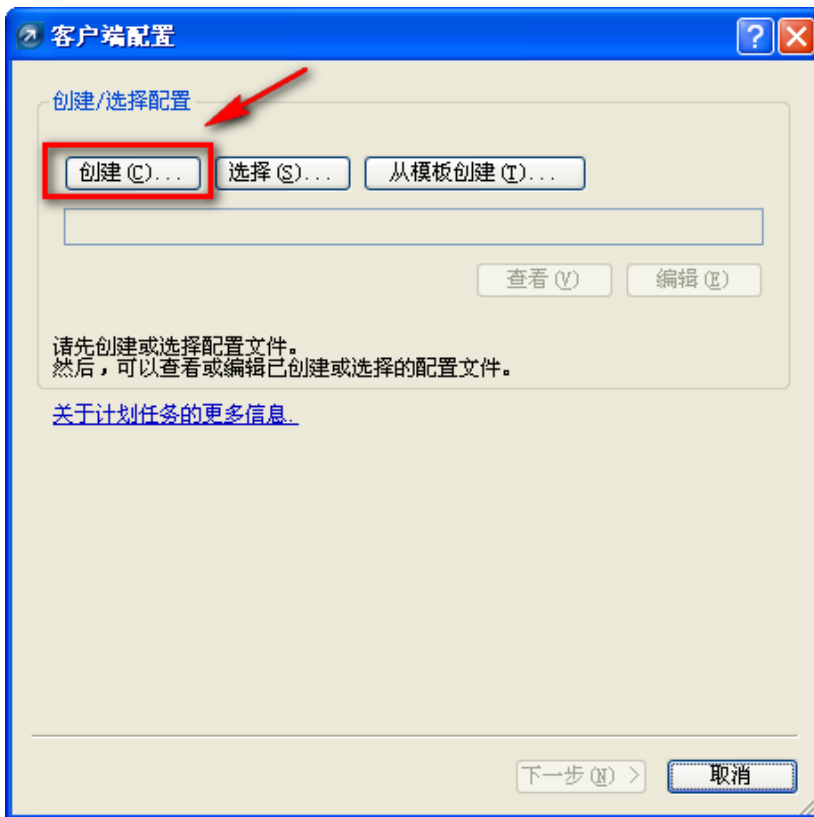 客户端配置
创建/选择配置
创建(C)... 选择(S)... 从模板创建(T)...
查看(V) 编辑(E)
请先创建或选择配置文件。
然后，可以查看或编辑已创建或选择的配置文件。
关于计划任务的更多信息.
下一步(N) > 取消